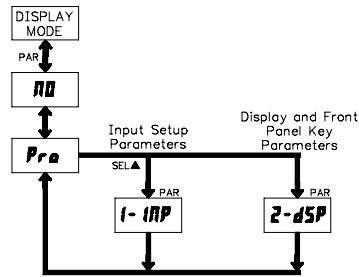 DISPLAY
MODE
PAR
NO
Pro
SEL▲
Input Setup
Parameters
PAR
1-INP
Display and Front
Panel Key
Parameters
PAR
2-dSP